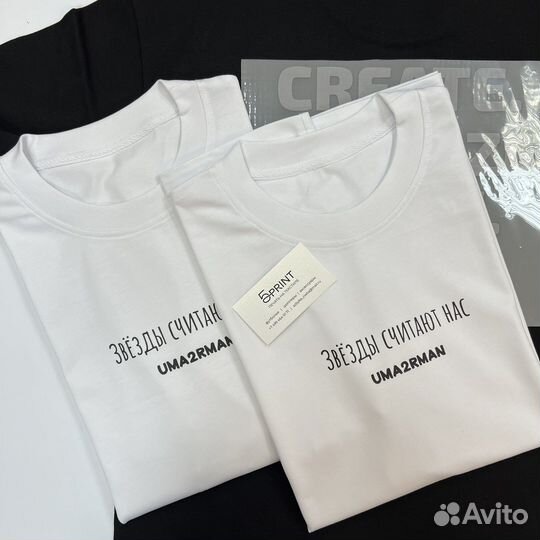 CREATE
5PRINT
ЗВЁЗДЫ СЧИТАЮ
UMA2RMAN
ЗВЁЗДЫ СЧИТАЮТ НАС
UMA2RMAN
Avito